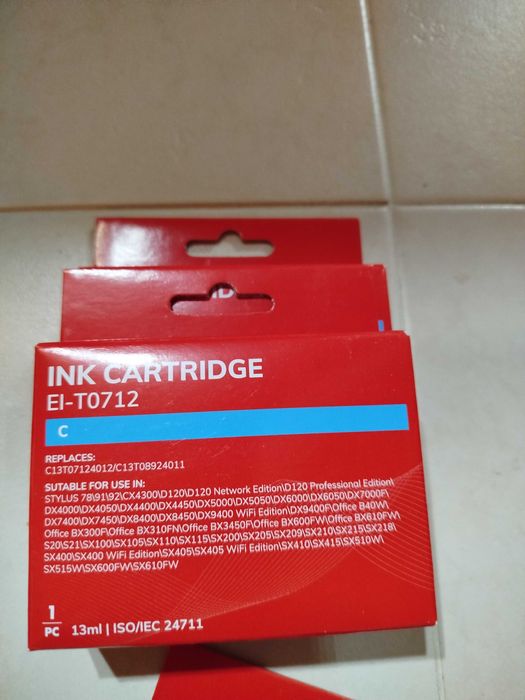 ID
INK CARTRIDGE
EI-T0712
C
REPLACES:
C13T07124012/C13T08924011
SUITABLE FOR USE IN:
STYLUS 78\91\92\CX4300\D120\D120 Network Edition\D120 Professional Edition\
DX4000\DX4050\DX4400\DX4450\DX5000\DX5050\DX6000\DX6050\DX7000F\
DX7400\DX7450\DX8400\DX8450\DX9400 WiFi Edition\DX9400F\Office B40W\
Office BX300F\Office BX310FN\Office BX3450F\Office BX600FW\Office BX610FW\
S20\S21\SX100\SX105\SX110\SX115\SX200\SX205\SX209\SX210\SX215\SX218\
SX400\SX400 WiFi Edition\SX405\SX405 WiFi Edition\SX410\SX415\SX510W\
SX515W\SX600FW\SX610FW
1
PC
13ml | ISO/IEC 24711